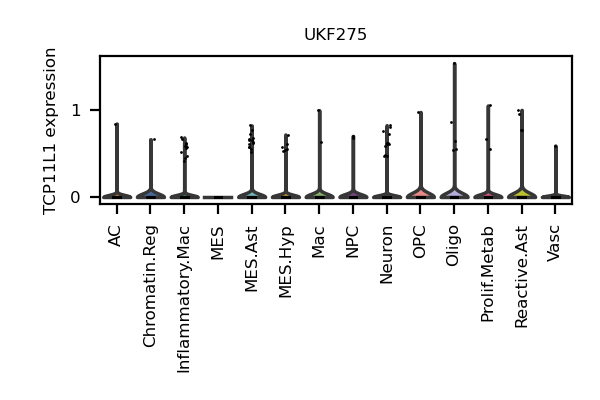 UKF275
TCP11L1 expression
1
0
AC
Chromatin.Reg
Inflammatory.Mac
MES
MES.Ast
MES.Hyp
Mac
NPC
Neuron
OPC
Oligo
Prolif.Metab
Reactive.Ast
Vasc